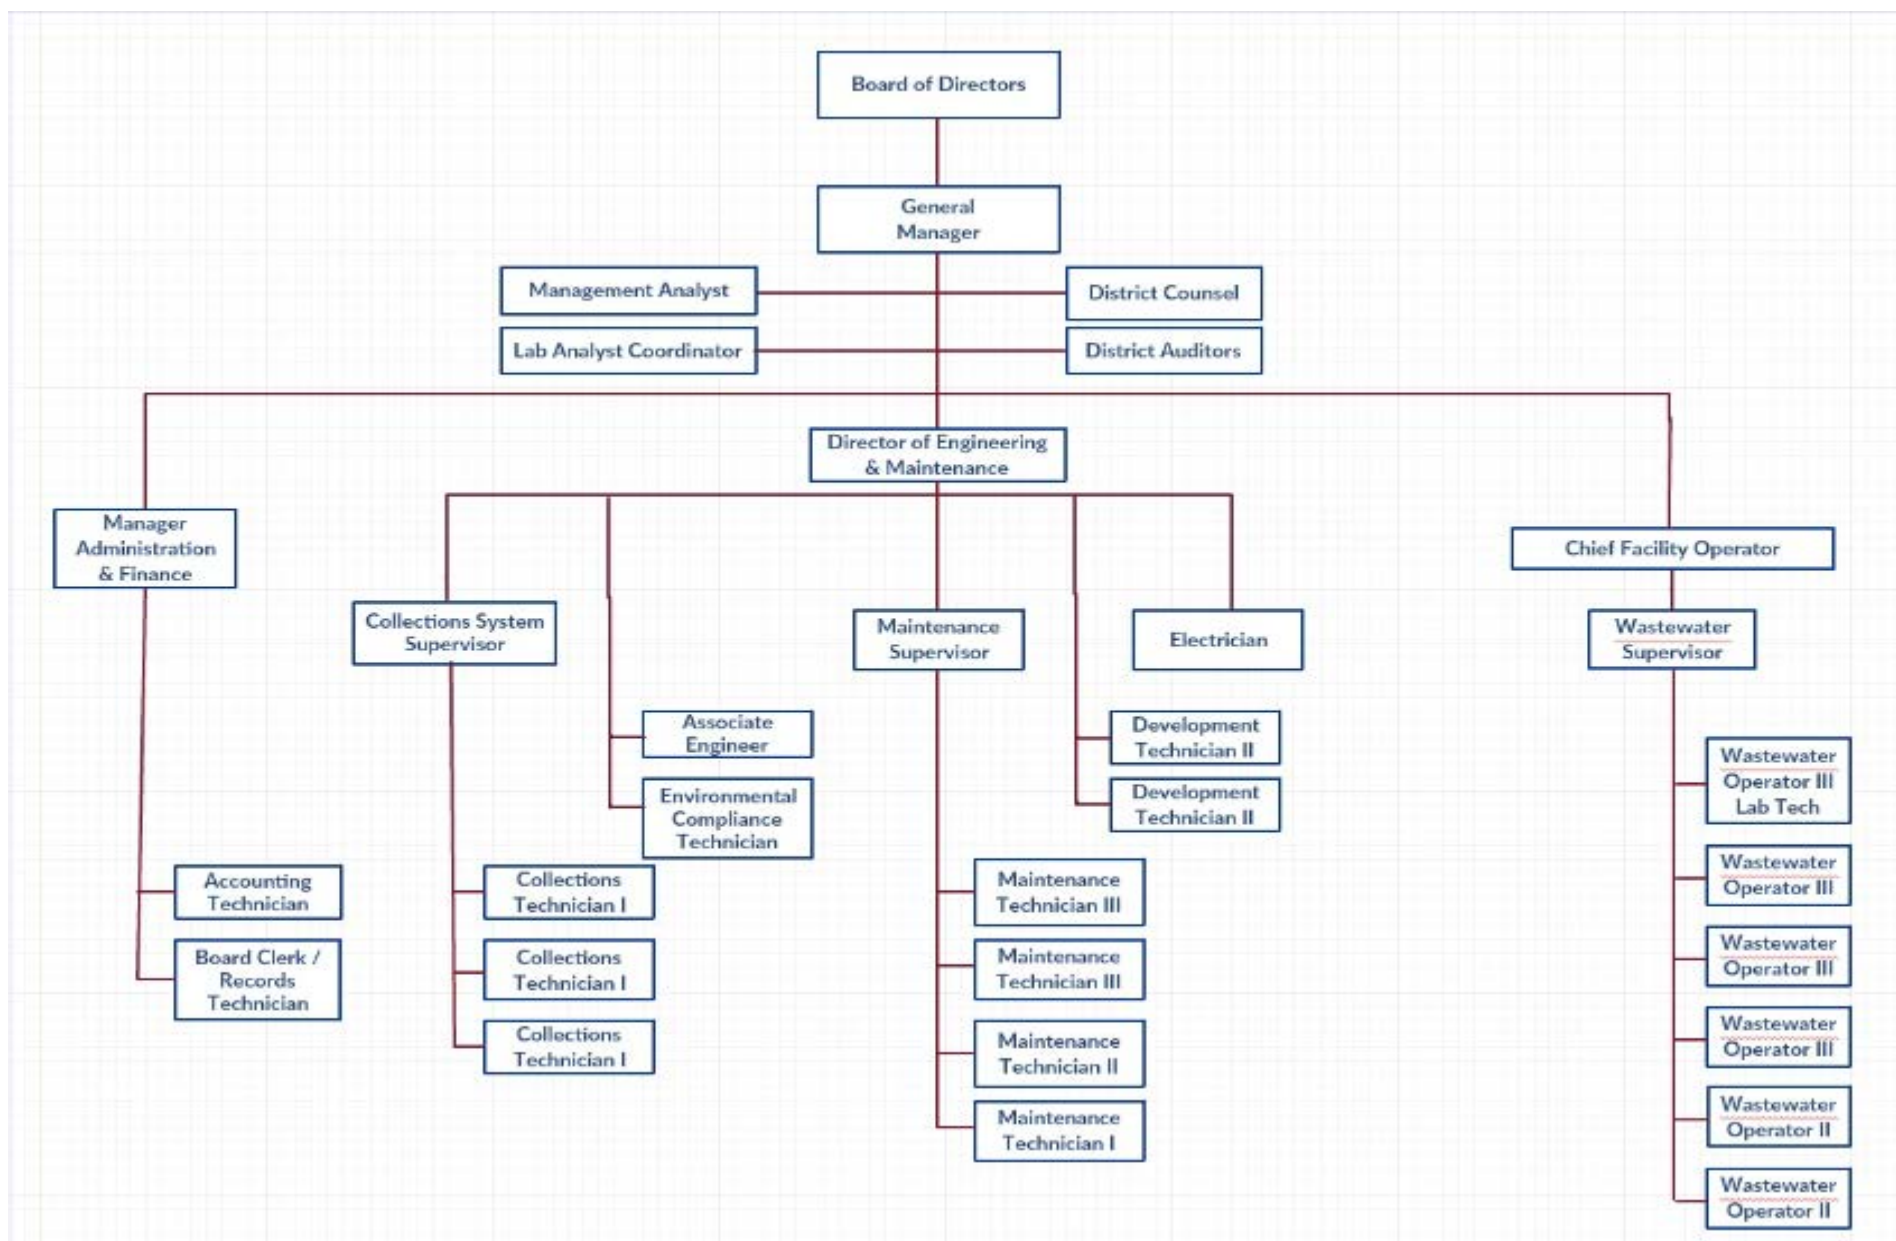 Board of Directors
General
Manager
Management Analyst
District Counsel
Lab Analyst Coordinator
District Auditors
Director of Engineering
& Maintenance
Manager
Administration
& Finance
Chief Facility Operator
Collections System
Supervisor
Maintenance
Supervisor
Electrician
Wastewater
Supervisor
Associate
Engineer
Environmental
Compliance
Technician
Development
Technician II
Development
Technician II
Accounting
Technician
Board Clerk /
Records
Technician
Collections
Technician I
Collections
Technician I
Collections
Technician I
Maintenance
Technician III
Maintenance
Technician III
Maintenance
Technician II
Maintenance
Technician I
Wastewater
Operator III
Lab Tech
Wastewater
Operator III
Wastewater
Operator III
Wastewater
Operator III
Wastewater
Operator II
Wastewater
Operator II